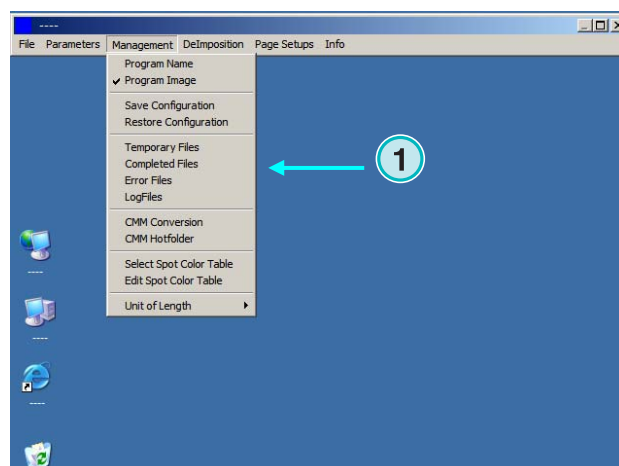 ----
File Parameters Management DeImposition Page Setups Info
Program Name
Program Image
Save Configuration
Restore Configuration
Temporary Files
Completed Files
Error Files
LogFiles
CMM Conversion
CMM Hotfolder
Select Spot Color Table
Edit Spot Color Table
Unit of Length
1
----
----
----